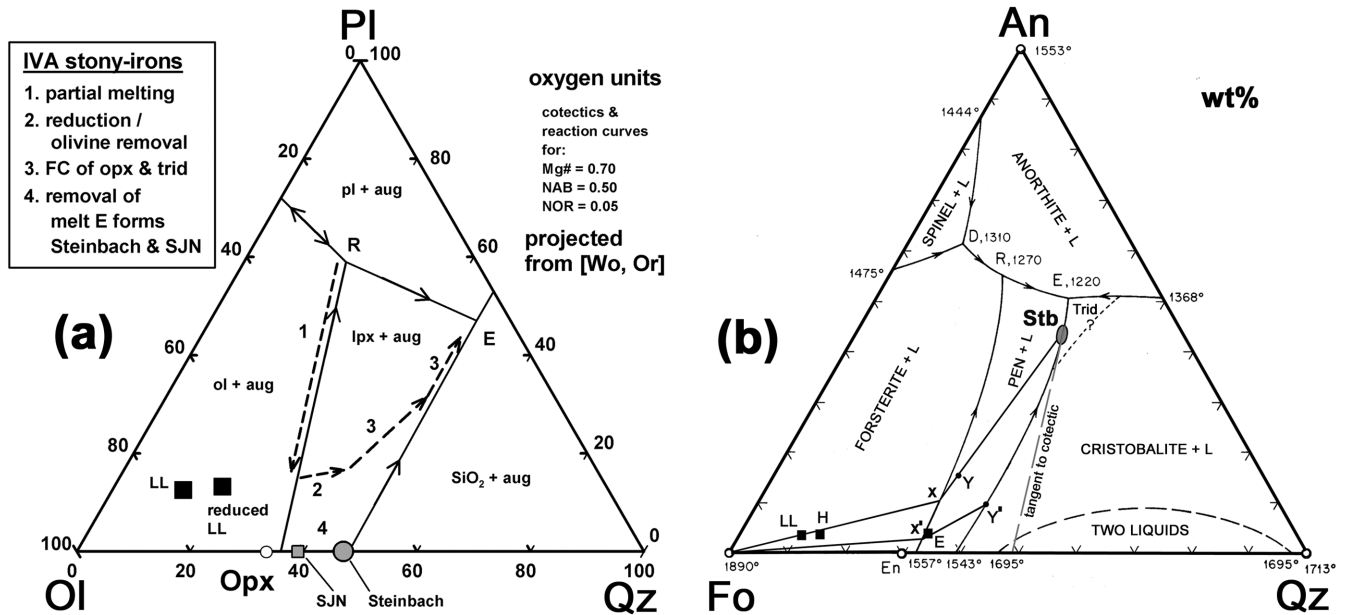 IVA stony-irons
1. partial melting
2. reduction /
olivine removal
3. FC of opx & trid
4. removal of
melt E forms
Steinbach & SJN
(a)
Pl
0
100
oxygen units
cotectics &
reaction curves
for:
Mg# = 0.70
NAB = 0.50
NOR = 0.05
projected
from [Wo, Or]
20
80
pl + aug
40
R
60
1
lpx + aug
E
3
40
60
ol + aug
3
80
20
LL
reduced
LL
2
SiO2 + aug
4
100
0
20
Opx
40
60
80
100
Ol
SJN
Steinbach
Qz
(b)
An
1553°
wt%
1444°
SPINEL + L
ANORTHITE + L
D, 1310
R, 1270
1475°
E, 1220
1368°
Stb
Trid
?
PEN + L
FORSTERITE + L
tangent to cotectic
CRISTOBALITE + L
x
Y
Y'
LL
H
x'
E
TWO LIQUIDS
1890°
En
1557°
1543°
1695°
1695°
1713°
Fo
Qz